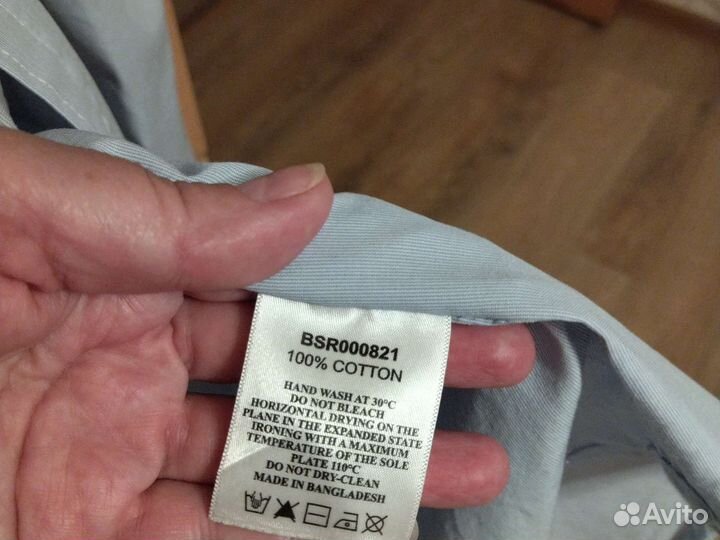 BSR000821
100% COTTON
HAND WASH AT 30°C
DO NOT BLEACH
HORIZONTAL DRYING ON THE
PLANE IN THE EXPANDED STATE
IRONING WITH A MAXIMUM
TEMPERATURE OF THE SOLE
PLATE 110°C
DO NOT DRY-CLEAN
MADE IN BANGLADESH
Avito